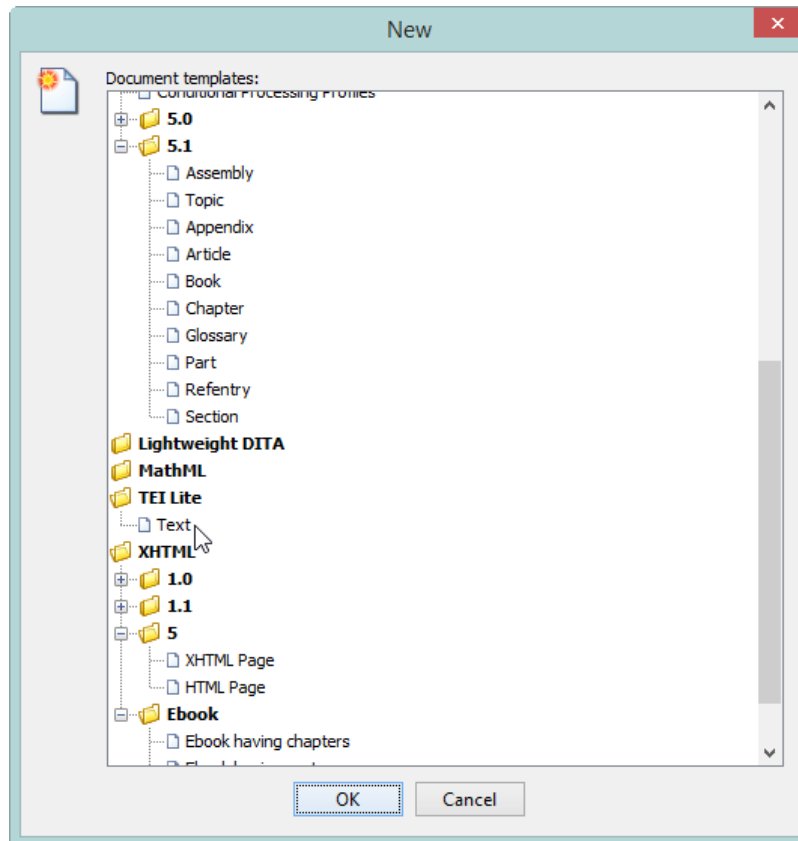 New
Document templates:
Conditional Processing Profiles
5.0
5.1
Assembly
Topic
Appendix
Article
Book
Chapter
Glossary
Part
Refentry
Section
Lightweight DITA
MathML
TEI Lite
Text
XHTML
1.0
1.1
5
XHTML Page
HTML Page
Ebook
Ebook having chapters
OK Cancel